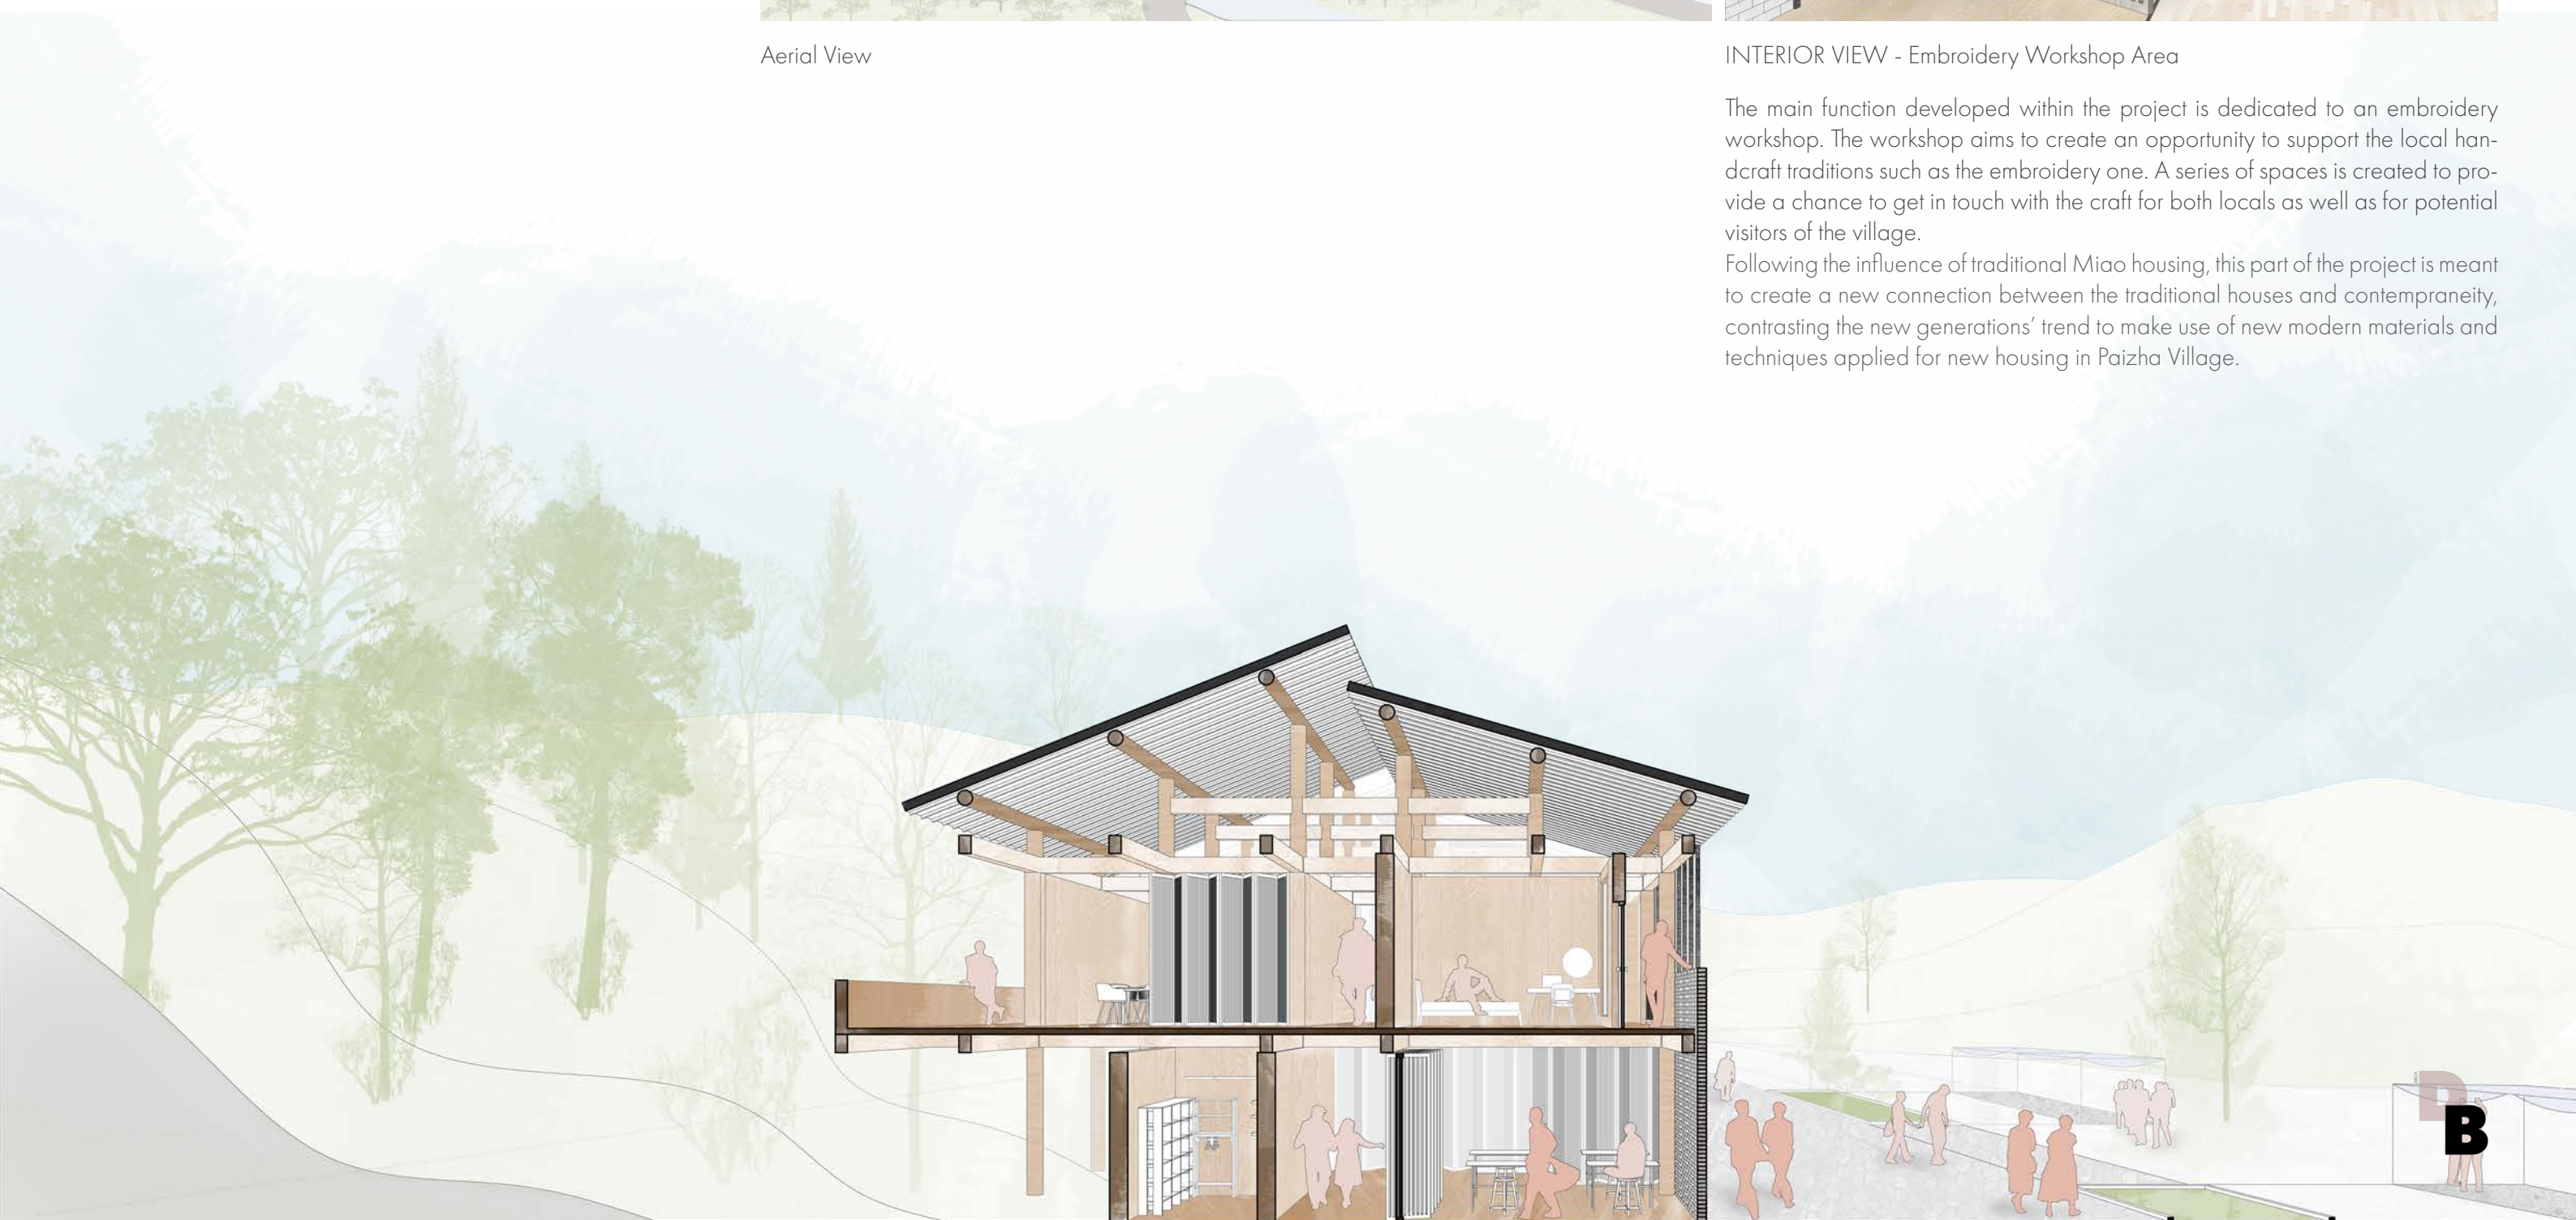 Aerial View
INTERIOR VIEW - Embroidery Workshop Area
The main function developed within the project is dedicated to an embroidery
workshop. The workshop aims to create an opportunity to support the local han-
dcraft traditions such as the embroidery one. A series of spaces is created to pro-
vide a chance to get in touch with the craft for both locals as well as for potential
visitors of the village.
Following the influence of traditional Miao housing, this part of the project is meant
to create a new connection between the traditional houses and contempraneity,
contrasting the new generations' trend to make use of new modern materials and
techniques applied for new housing in Paizha Village.
B